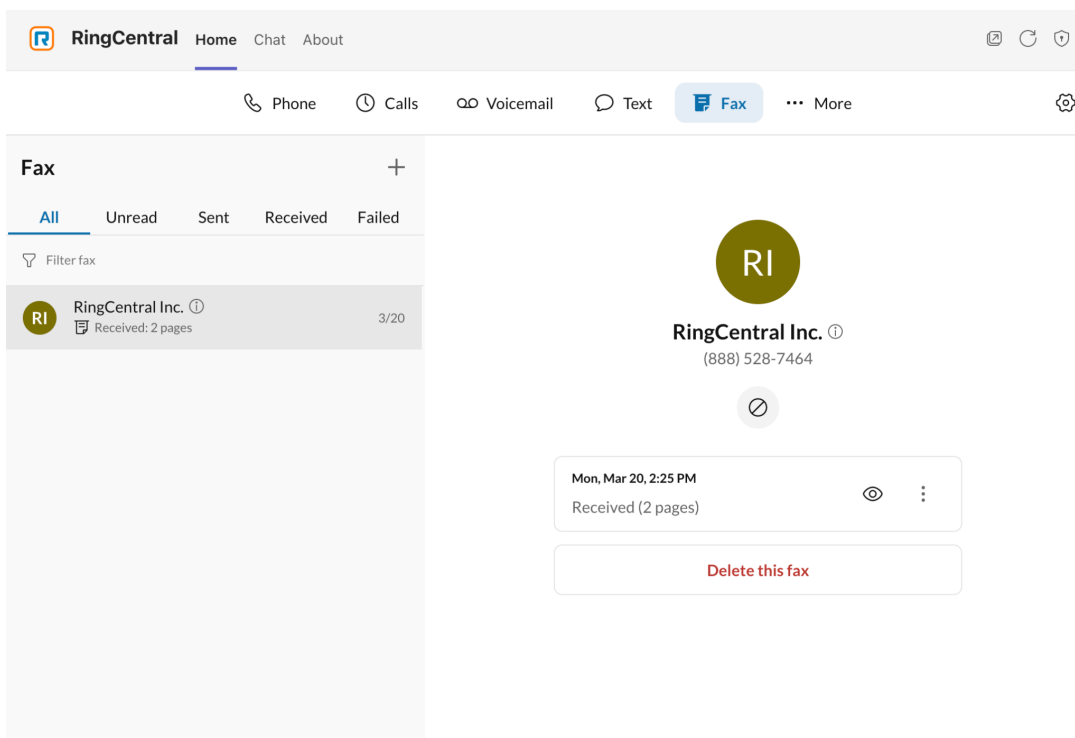 RingCentral Home Chat About
Phone Calls Voicemail Text Fax More
Fax
All Unread Sent Received Failed
Filter fax
RI
RingCentral Inc.
Received: 2 pages
3/20
RI
RingCentral Inc.
(888) 528-7464
Mon, Mar 20, 2:25 PM
Received (2 pages)
Delete this fax